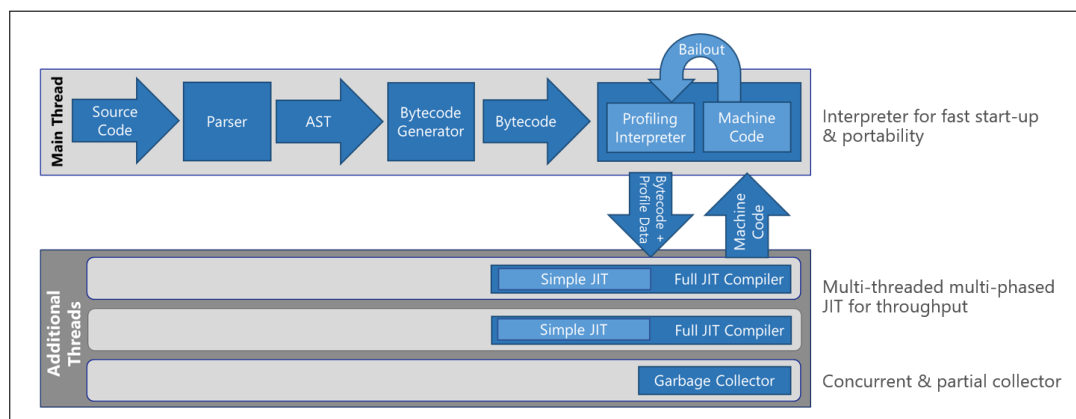 Main Thread
Source
Code
Parser
AST
Bytecode
Generator
Bytecode
Bailout
Profiling
Interpreter
Machine
Code
Interpreter for fast start-up
& portability
Bytecode +
Profile Data
Machine
Code
Additional
Threads
Simple JIT
Full JIT Compiler
Multi-threaded multi-phased
JIT for throughput
Simple JIT
Full JIT Compiler
Garbage Collector
Concurrent & partial collector